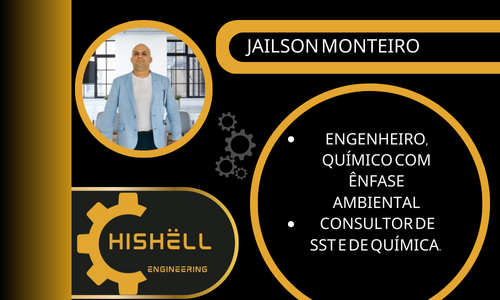 JAILSON MONTEIRO
• ENGENHEIRO,
QUÍMICO COM
ÊNFASE
AMBIENTAL
• CONSULTOR DE
SST E DE QUÍMICA.
HISHËLL
ENGINEERING